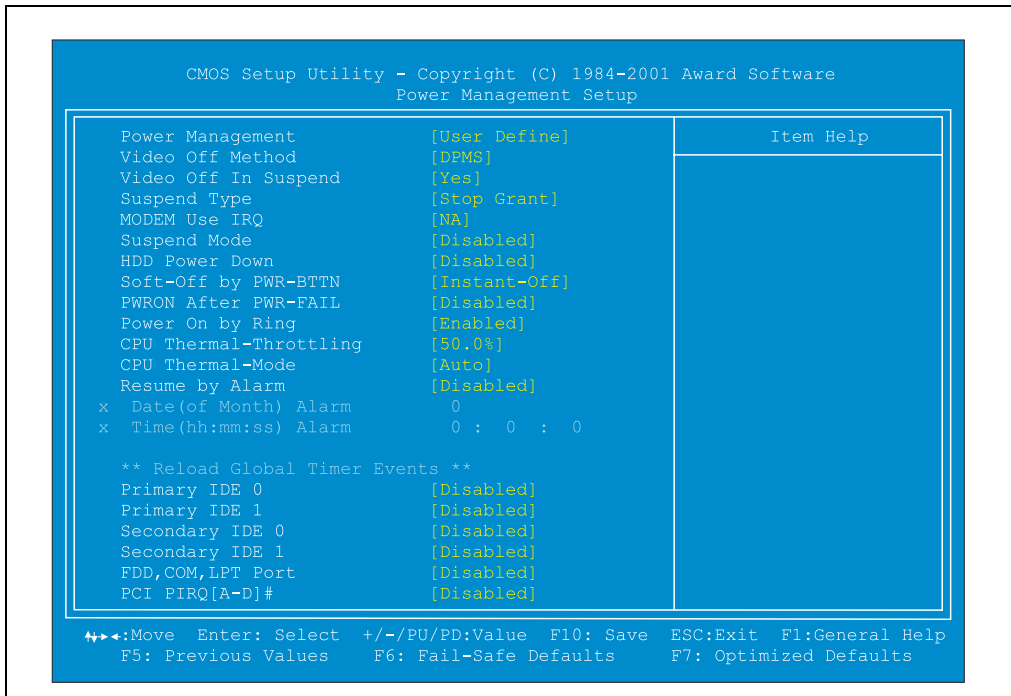 CMOS Setup Utility - Copyright (C) 1984-2001 Award Software
Power Management Setup
Power Management [User Define]
Video Off Method [DPMS]
Video Off In Suspend [Yes]
Suspend Type [Stop Grant]
MODEM Use IRQ [NA]
Suspend Mode [Disabled]
HDD Power Down [Disabled]
Soft-Off by PWR-BTTN [Instant-Off]
PWRON After PWR-FAIL [Disabled]
Power On by Ring [Enabled]
CPU Thermal-Throttling [50.0%]
CPU Thermal-Mode [Auto]
Resume by Alarm [Disabled]
x Date(of Month) Alarm 0
x Time(hh:mm:ss) Alarm 0 : 0 : 0
** Reload Global Timer Events **
Primary IDE 0 [Disabled]
Primary IDE 1 [Disabled]
Secondary IDE 0 [Disabled]
Secondary IDE 1 [Disabled]
FDD,COM,LPT Port [Disabled]
PCI PIRQ[A-D]# [Disabled]
Item Help
:Move Enter: Select +/-/PU/PD:Value F10: Save ESC:Exit F1:General Help
F5: Previous Values F6: Fail-Safe Defaults F7: Optimized Defaults